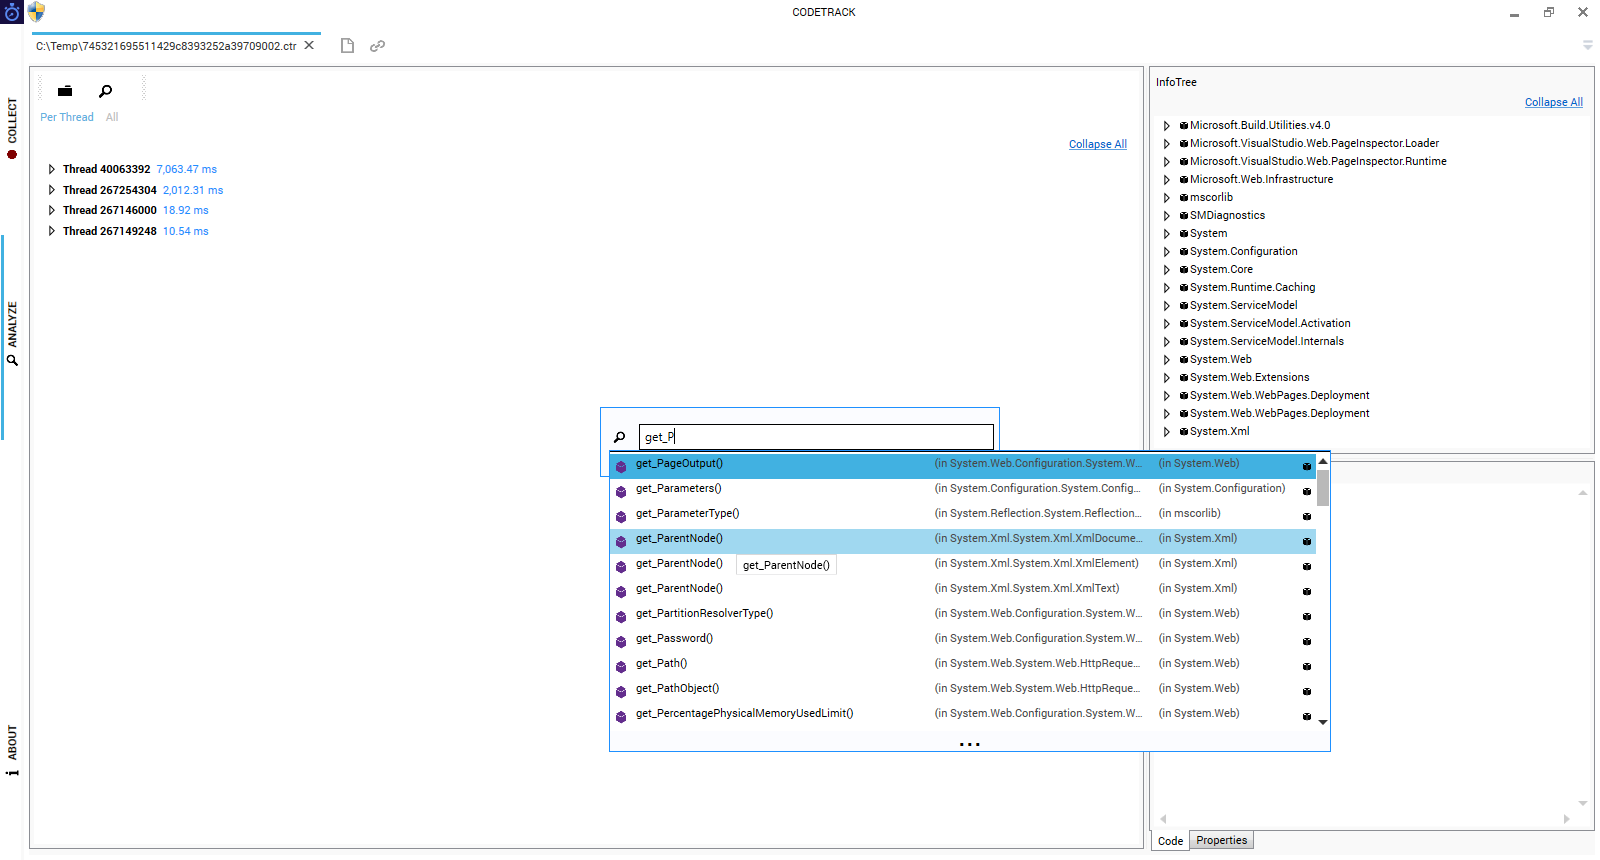 CODETRACK
C:\Temp\745321695511429c8393252a39709002.ctr
COLLECT
ANALYZE
ABOUT
Per Thread All
Collapse All
Thread 40063392 7,063.47 ms
Thread 267254304 2,012.31 ms
Thread 267146000 18.92 ms
Thread 267149248 10.54 ms
InfoTree
Collapse All
Microsoft.Build.Utilities.v4.0
Microsoft.VisualStudio.Web.PageInspector.Loader
Microsoft.VisualStudio.Web.PageInspector.Runtime
Microsoft.Web.Infrastructure
mscorlib
SMDiagnostics
System
System.Configuration
System.Core
System.Runtime.Caching
System.ServiceModel
System.ServiceModel.Activation
System.ServiceModel.Internals
System.Web
System.Web.Extensions
System.Web.WebPages.Deployment
System.Web.WebPages.Deployment
System.Xml
get_P
get_PageOutput() (in System.Web.Configuration.System.W... (in System.Web)
get_Parameters() (in System.Configuration.System.Config... (in System.Configuration)
get_ParameterType() (in System.Reflection.System.Reflection... (in mscorlib)
get_ParentNode() (in System.Xml.System.Xml.XmlDocume... (in System.Xml)
get_ParentNode() (in System.Xml.System.Xml.XmlElement) (in System.Xml)
get_ParentNode()
get_ParentNode() (in System.Xml.System.Xml.XmlText) (in System.Xml)
get_PartitionResolverType() (in System.Web.Configuration.System.W... (in System.Web)
get_Password() (in System.Web.Configuration.System.W... (in System.Web)
get_Path() (in System.Web.System.Web.HttpReque... (in System.Web)
get_PathObject() (in System.Web.System.Web.HttpReque... (in System.Web)
get_PercentagePhysicalMemoryUsedLimit() (in System.Web.Configuration.System.W... (in System.Web)
...
Code Properties